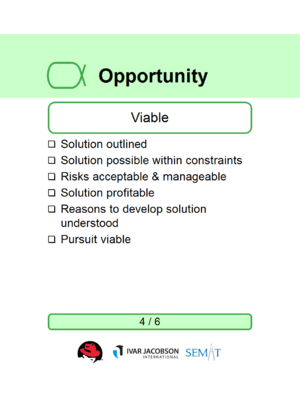 Opportunity
Viable
❑ Solution outlined
❑ Solution possible within constraints
❑ Risks acceptable & manageable
❑ Solution profitable
❑ Reasons to develop solution
understood
❑ Pursuit viable
4 / 6
IVAR JACOBSON
INTERNATIONAL
SEMAT